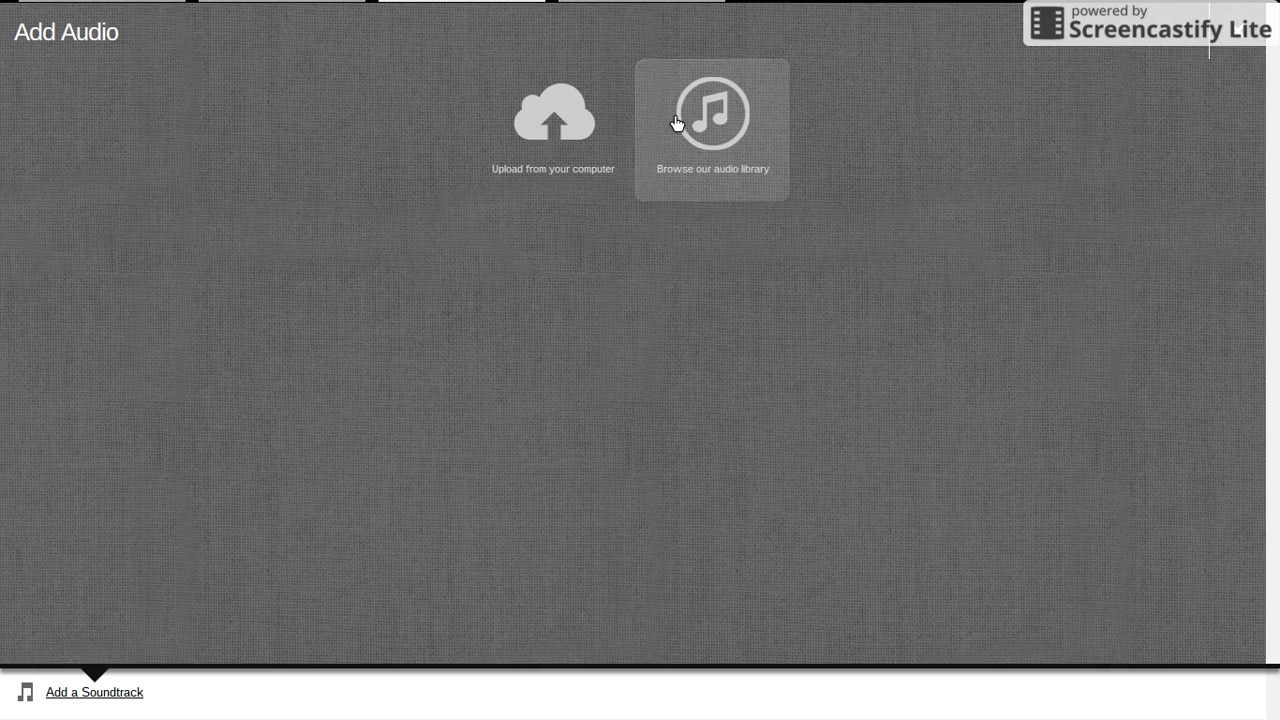 Add Audio
powered by
Screencastify Lite
Upload from your computer
Browse our audio library
Add a Soundtrack